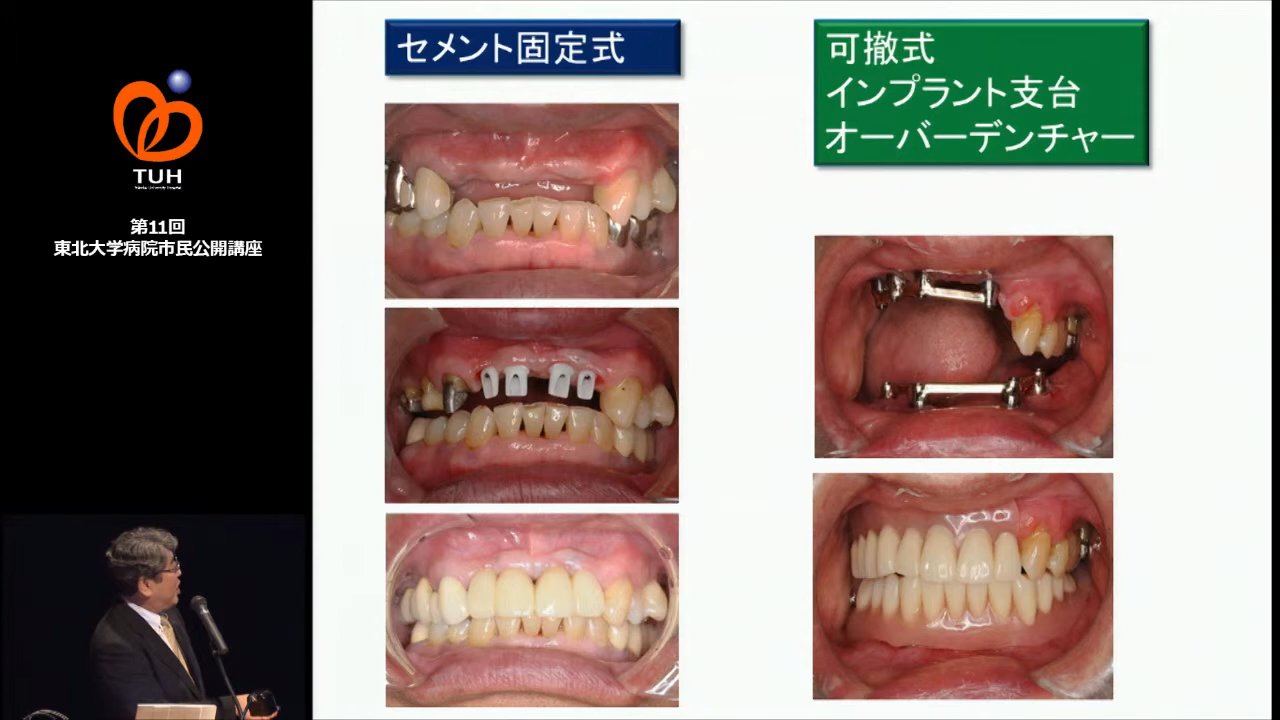 TUH
第11回
東北大学病院市民公開講座
セメント固定式
可撤式
インプラント支台
オーバーデンチャー